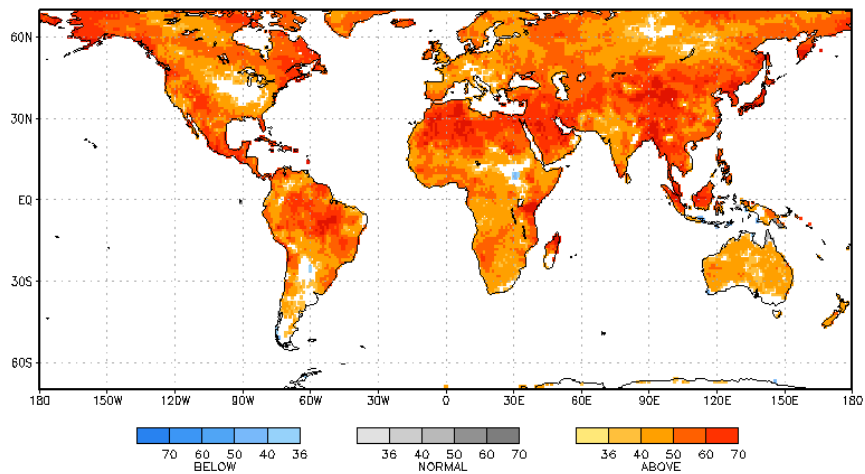 60N
30N
EQ
30S
60S
180 150W 120W 90W 60W 30W 0 30E 60E 90E 120E 150E 180
70 60 50 40 36 36 40 50 60 70 36 40 50 60 70
BELOW NORMAL ABOVE